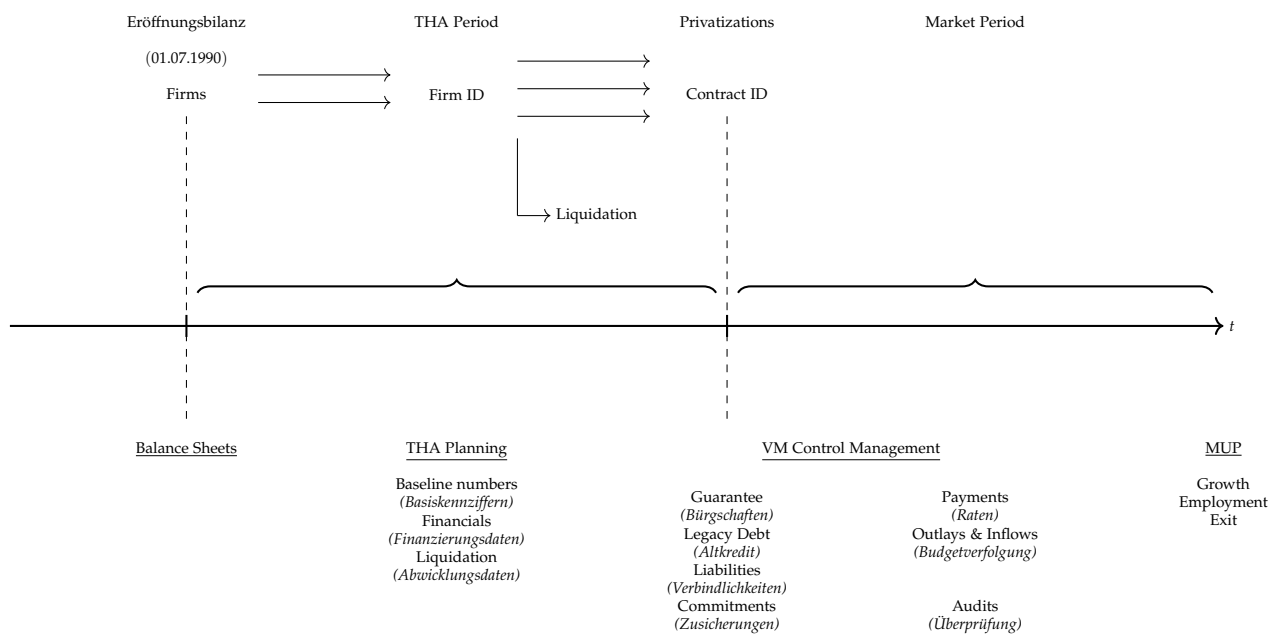 Eröffnungsbilanz
THA Period
Privatizations
Market Period
(01.07.1990)
Firms
Firm ID
Contract ID
Liquidation
t
Balance Sheets
THA Planning
VM Control Management
MUP
Baseline numbers
(Basiskennziffern)
Financials
(Finanzierungsdaten)
Liquidation
(Abwicklungsdaten)
Guarantee
(Bürgschaften)
Legacy Debt
(Altkredit)
Liabilities
(Verbindlichkeiten)
Commitments
(Zusicherungen)
Payments
(Raten)
Outlays & Inflows
(Budgetverfolgung)
Audits
(Überprüfung)
Growth
Employment
Exit